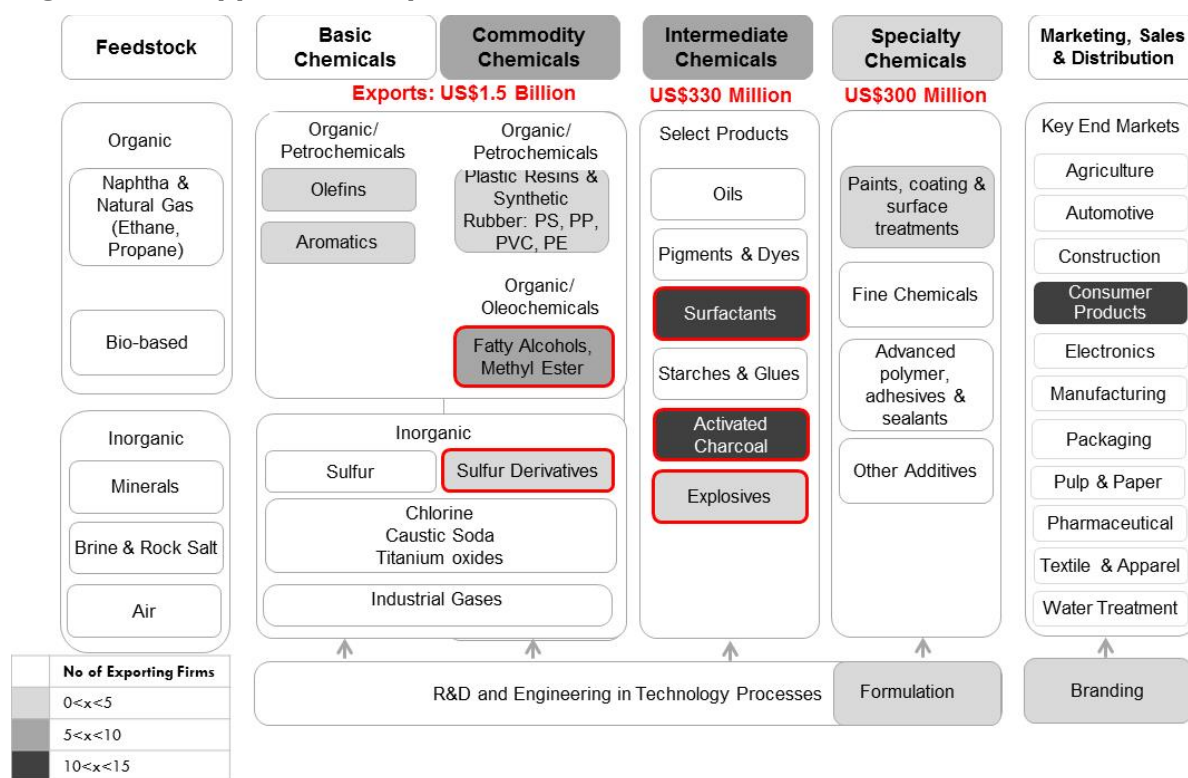 Feedstock
Basic
Chemicals
Commodity
Chemicals
Intermediate
Chemicals
Specialty
Chemicals
Marketing, Sales
& Distribution
Exports: US$1.5 Billion
US$330 Million
US$300 Million
Organic
Naphtha &
Natural Gas
(Ethane,
Propane)
Bio-based
Inorganic
Minerals
Brine & Rock Salt
Air
Organic/
Petrochemicals
Olefins
Aromatics
Organic/
Petrochemicals
Plastic Resins &
Synthetic
Rubber: PS, PP,
PVC, PE
Organic/
Oleochemicals
Fatty Alcohols,
Methyl Ester
Inorganic
Sulfur
Sulfur Derivatives
Chlorine
Caustic Soda
Titanium oxides
Industrial Gases
Select Products
Oils
Pigments & Dyes
Surfactants
Starches & Glues
Activated
Charcoal
Explosives
Paints, coating &
surface
treatments
Fine Chemicals
Advanced
polymer,
adhesives &
sealants
Other Additives
Key End Markets
Agriculture
Automotive
Construction
Consumer
Products
Electronics
Manufacturing
Packaging
Pulp & Paper
Pharmaceutical
Textile & Apparel
Water Treatment
R&D and Engineering in Technology Processes
Formulation
Branding
No of Exporting Firms
0<x<5
5<x<10
10<x<15